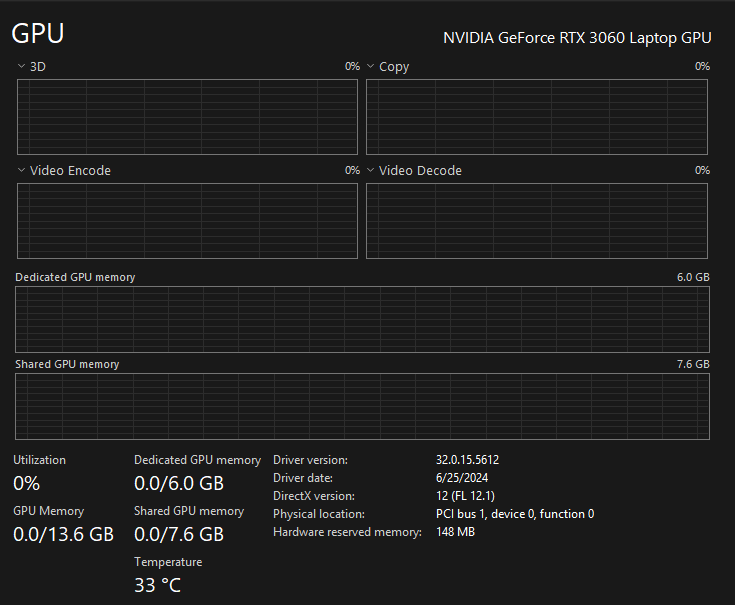 GPU
NVIDIA GeForce RTX 3060 Laptop GPU
3D 0% Copy 0%
Video Encode 0% Video Decode 0%
Dedicated GPU memory 6.0 GB
Shared GPU memory 7.6 GB
Utilization
0%
GPU Memory
0.0/13.6 GB
Dedicated GPU memory
0.0/6.0 GB
Shared GPU memory
0.0/7.6 GB
Temperature
33 °C
Driver version: 32.0.15.5612
Driver date: 6/25/2024
DirectX version: 12 (FL 12.1)
Physical location: PCI bus 1, device 0, function 0
Hardware reserved memory: 148 MB